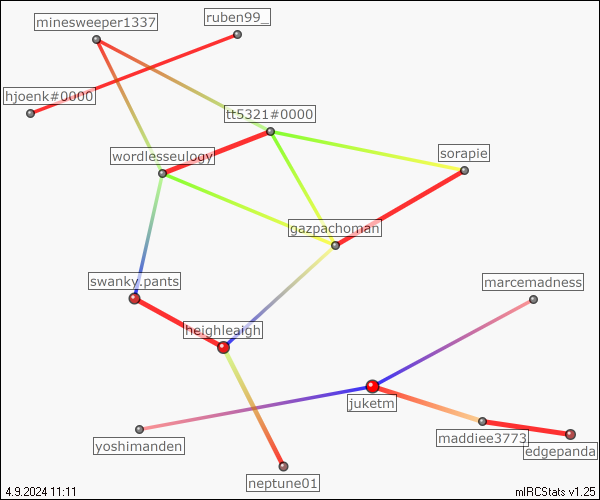 ruben99_
minesweeper1337
hjoenk#0000
tt5321#0000
wordlesseulogy
sorapie
gazpachoman
swanky.pants
marcemadness
heighleaigh
juketm
maddiee3773
yoshimanden
edgepanda
neptune01
4.9.2024 11:11
mIRCStats v1.25